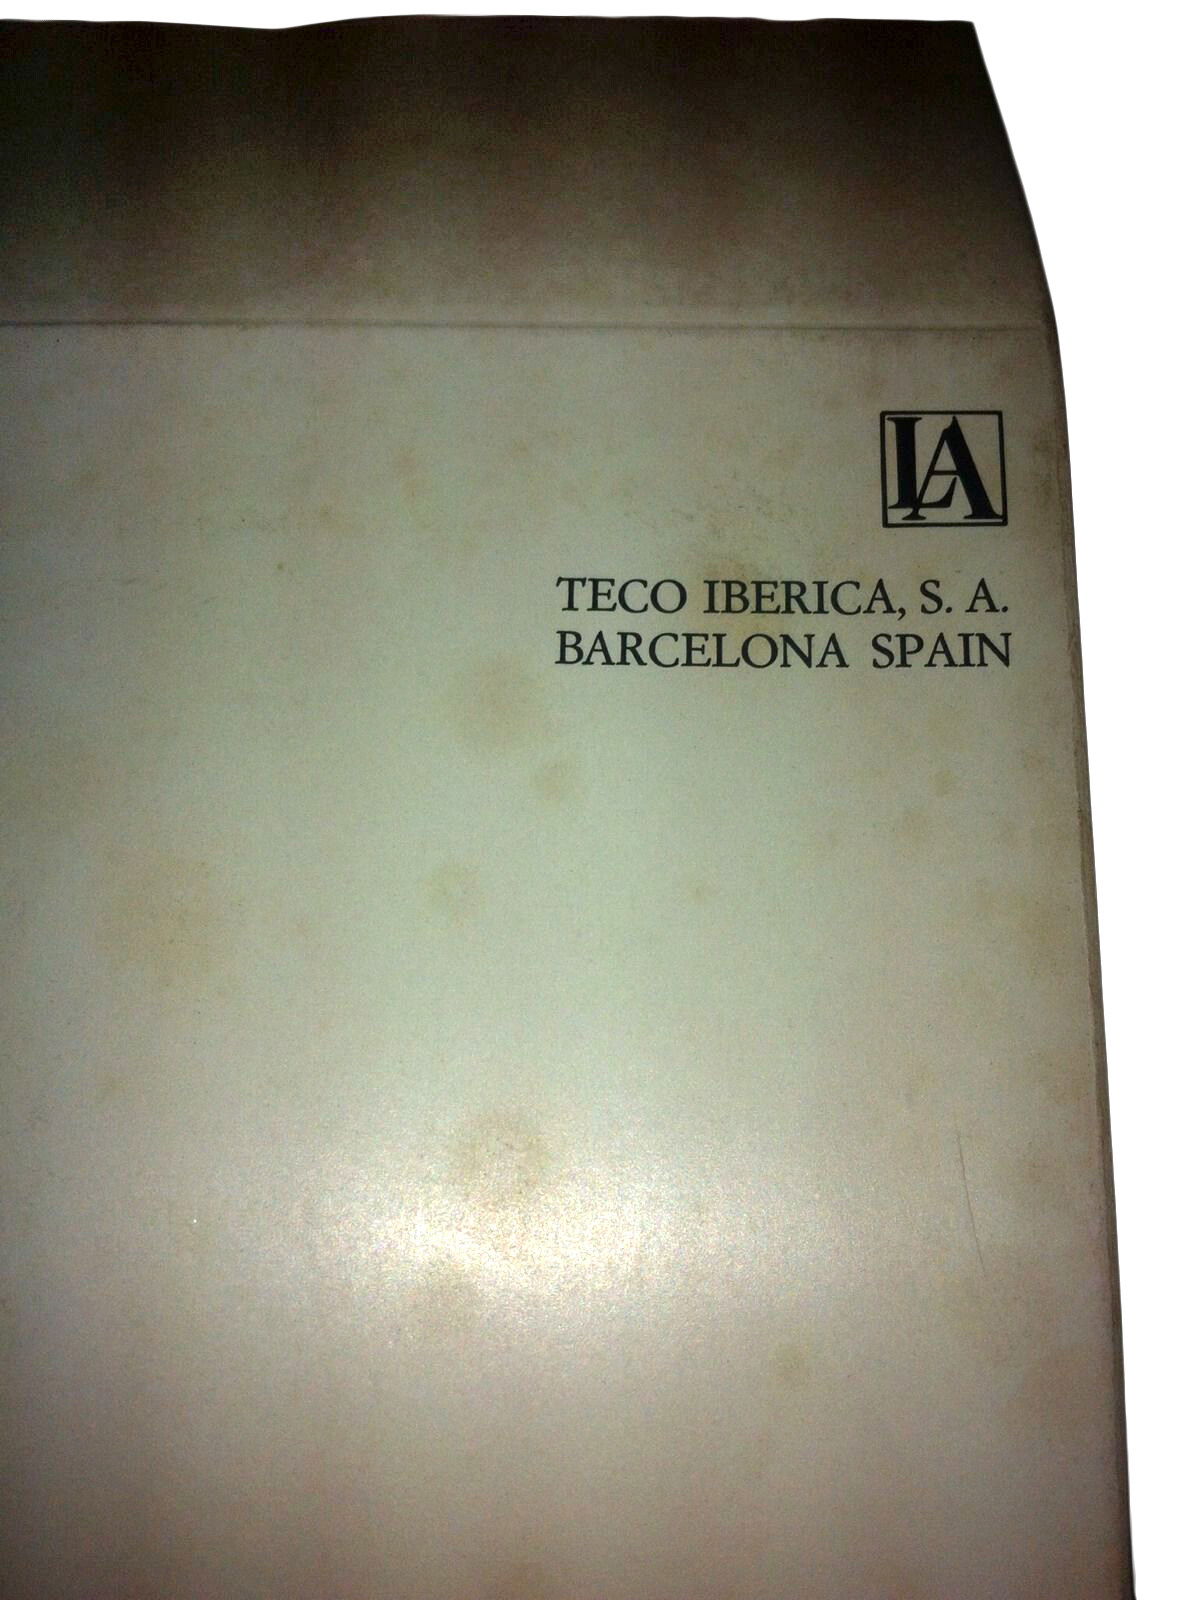 LA
TECO IBERICA, S. A.
BARCELONA SPAIN